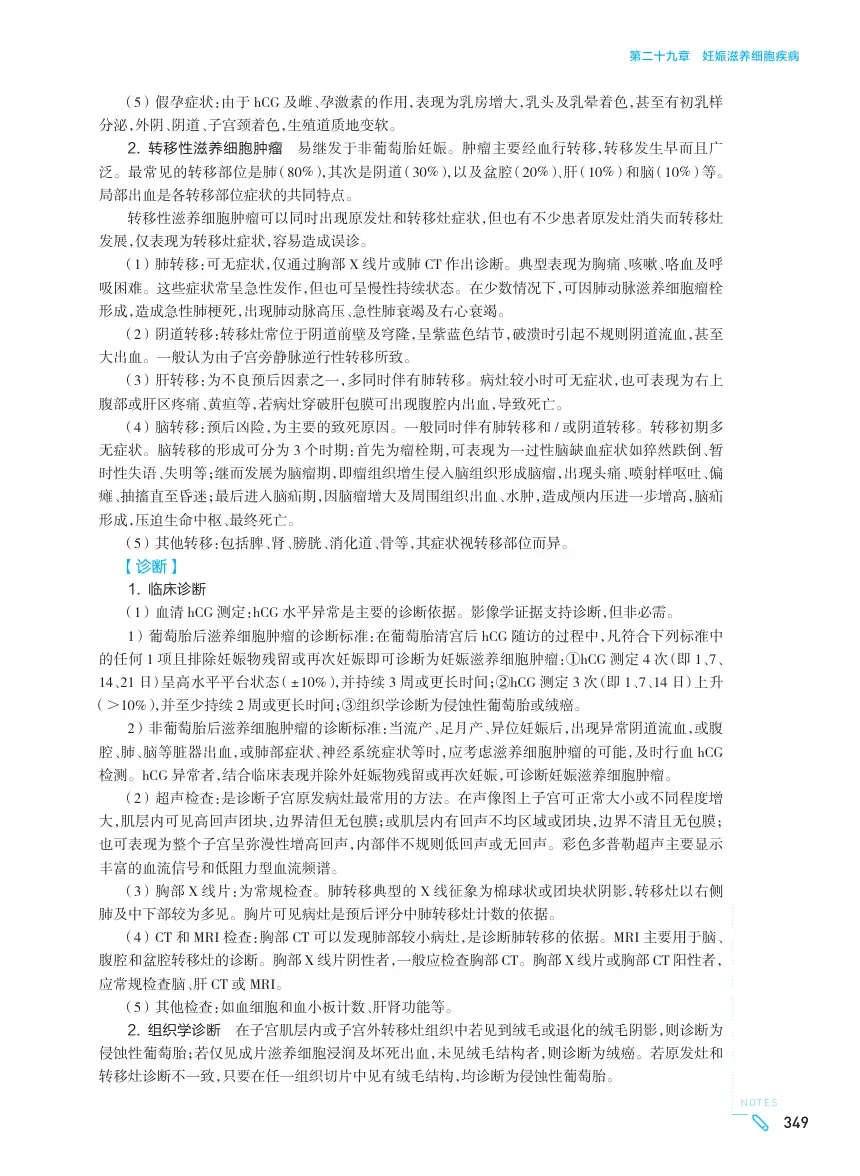 第二十九章 妊娠滋养细胞疾病
（5）假孕症状：由于 hCG 及雌、孕激素的作用，表现为乳房增大，乳头及乳晕着色，甚至有初乳样
分泌，外阴、阴道、子宫颈着色，生殖道质地变软。
2. 转移性滋养细胞肿瘤 易继发于非葡萄胎妊娠。肿瘤主要经血行转移，转移发生早而且广
泛。最常见的转移部位是肺（80%），其次是阴道（30%），以及盆腔（20%）、肝（10%）和脑（10%）等。
局部出血是各转移部位症状的共同特点。
转移性滋养细胞肿瘤可以同时出现原发灶和转移灶症状，但也有不少患者原发灶消失而转移灶
发展，仅表现为转移灶症状，容易造成误诊。
（1）肺转移：可无症状，仅通过胸部 X 线片或肺 CT 作出诊断。典型表现为胸痛、咳嗽、咯血及呼
吸困难。这些症状常呈急性发作，但也可呈慢性持续状态。在少数情况下，可因肺动脉滋养细胞瘤栓
形成，造成急性肺梗死，出现肺动脉高压、急性肺衰竭及右心衰竭。
（2）阴道转移：转移灶常位于阴道前壁及穹隆，呈紫蓝色结节，破溃时引起不规则阴道流血，甚至
大出血。一般认为由子宫旁静脉逆行性转移所致。
（3）肝转移：为不良预后因素之一，多同时伴有肺转移。病灶较小时可无症状，也可表现为右上
腹部或肝区疼痛、黄疸等，若病灶穿破肝包膜可出现腹腔内出血，导致死亡。
（4）脑转移：预后凶险，为主要的致死原因。一般同时伴有肺转移和 / 或阴道转移。转移初期多
无症状。脑转移的形成可分为 3 个时期：首先为瘤栓期，可表现为一过性脑缺血症状如猝然跌倒、暂
时性失语、失明等；继而发展为脑瘤期，即瘤组织增生侵入脑组织形成脑瘤，出现头痛、喷射样呕吐、偏
瘫、抽搐直至昏迷；最后进入脑疝期，因脑瘤增大及周围组织出血、水肿，造成颅内压进一步增高，脑疝
形成，压迫生命中枢、最终死亡。
（5）其他转移：包括脾、肾、膀胱、消化道、骨等，其症状视转移部位而异。
【诊断】
1. 临床诊断
（1）血清 hCG 测定：hCG 水平异常是主要的诊断依据。影像学证据支持诊断，但非必需。
1）葡萄胎后滋养细胞肿瘤的诊断标准：在葡萄胎清宫后 hCG 随访的过程中，凡符合下列标准中
的任何 1 项且排除妊娠物残留或再次妊娠即可诊断为妊娠滋养细胞肿瘤：①hCG 测定 4 次（即 1、7、
14、21 日）呈高水平平台状态（±10%），并持续 3 周或更长时间；②hCG 测定 3 次（即 1、7、14 日）上升
（＞10%），并至少持续 2 周或更长时间；③组织学诊断为侵蚀性葡萄胎或绒癌。
2）非葡萄胎后滋养细胞肿瘤的诊断标准：当流产、足月产、异位妊娠后，出现异常阴道流血，或腹
腔、肺、脑等脏器出血，或肺部症状、神经系统症状等时，应考虑滋养细胞肿瘤的可能，及时行血 hCG
检测。hCG 异常者，结合临床表现并除外妊娠物残留或再次妊娠，可诊断妊娠滋养细胞肿瘤。
（2）超声检查：是诊断子宫原发病灶最常用的方法。在声像图上子宫可正常大小或不同程度增
大，肌层内可见高回声团块，边界清但无包膜；或肌层内有回声不均区域或团块，边界不清且无包膜；
也可表现为整个子宫呈弥漫性增高回声，内部伴不规则低回声或无回声。彩色多普勒超声主要显示
丰富的血流信号和低阻力型血流频谱。
（3）胸部 X 线片：为常规检查。肺转移典型的 X 线征象为棉球状或团块状阴影，转移灶以右侧
肺及中下部较为多见。胸片可见病灶是预后评分中肺转移灶计数的依据。
（4）CT 和 MRI 检查：胸部 CT 可以发现肺部较小病灶，是诊断肺转移的依据。MRI 主要用于脑、
腹腔和盆腔转移灶的诊断。胸部 X 线片阴性者，一般应检查胸部 CT。胸部 X 线片或胸部 CT 阳性者，
应常规检查脑、肝 CT 或 MRI。
（5）其他检查：如血细胞和血小板计数、肝肾功能等。
2. 组织学诊断 在子宫肌层内或子宫外转移灶组织中若见到绒毛或退化的绒毛阴影，则诊断为
侵蚀性葡萄胎；若仅见成片滋养细胞浸润及坏死出血，未见绒毛结构者，则诊断为绒癌。若原发灶和
转移灶诊断不一致，只要在任一组织切片中见有绒毛结构，均诊断为侵蚀性葡萄胎。
NOTES
349